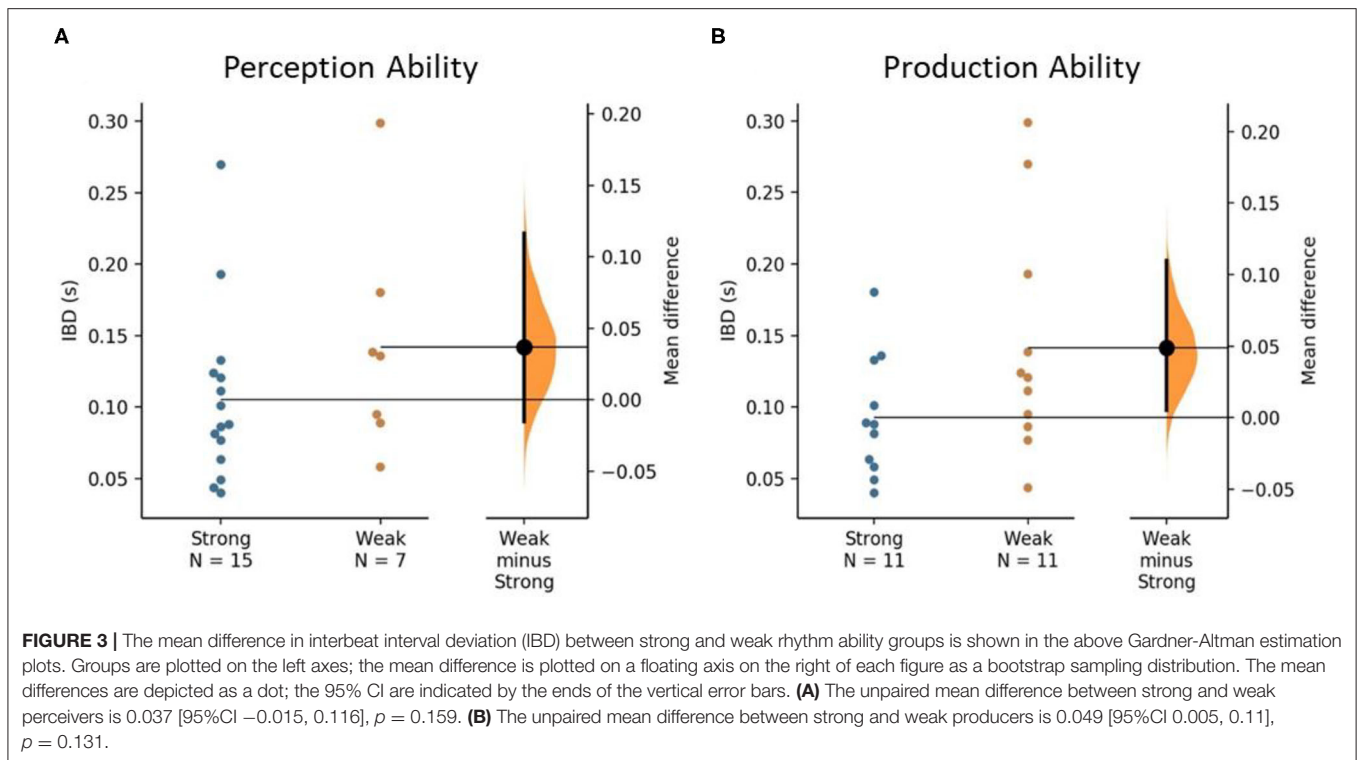 A
Perception Ability
0.30
0.25
0.20
0.15
0.10
0.05
IBD (s)
0.20
0.15
0.10
0.05
0.00
−0.05
Mean difference
Strong
N = 15
Weak
N = 7
Weak
minus
Strong
B
Production Ability
0.30
0.25
0.20
0.15
0.10
0.05
IBD (s)
0.20
0.15
0.10
0.05
0.00
−0.05
Mean difference
Strong
N = 11
Weak
N = 11
Weak
minus
Strong
FIGURE 3 | The mean difference in interbeat interval deviation (IBD) between strong and weak rhythm ability groups is shown in the above Gardner-Altman estimation
plots. Groups are plotted on the left axes; the mean difference is plotted on a floating axis on the right of each figure as a bootstrap sampling distribution. The mean
differences are depicted as a dot; the 95% CI are indicated by the ends of the vertical error bars. (A) The unpaired mean difference between strong and weak
perceivers is 0.037 [95%CI −0.015, 0.116], p = 0.159. (B) The unpaired mean difference between strong and weak producers is 0.049 [95%CI 0.005, 0.11],
p = 0.131.